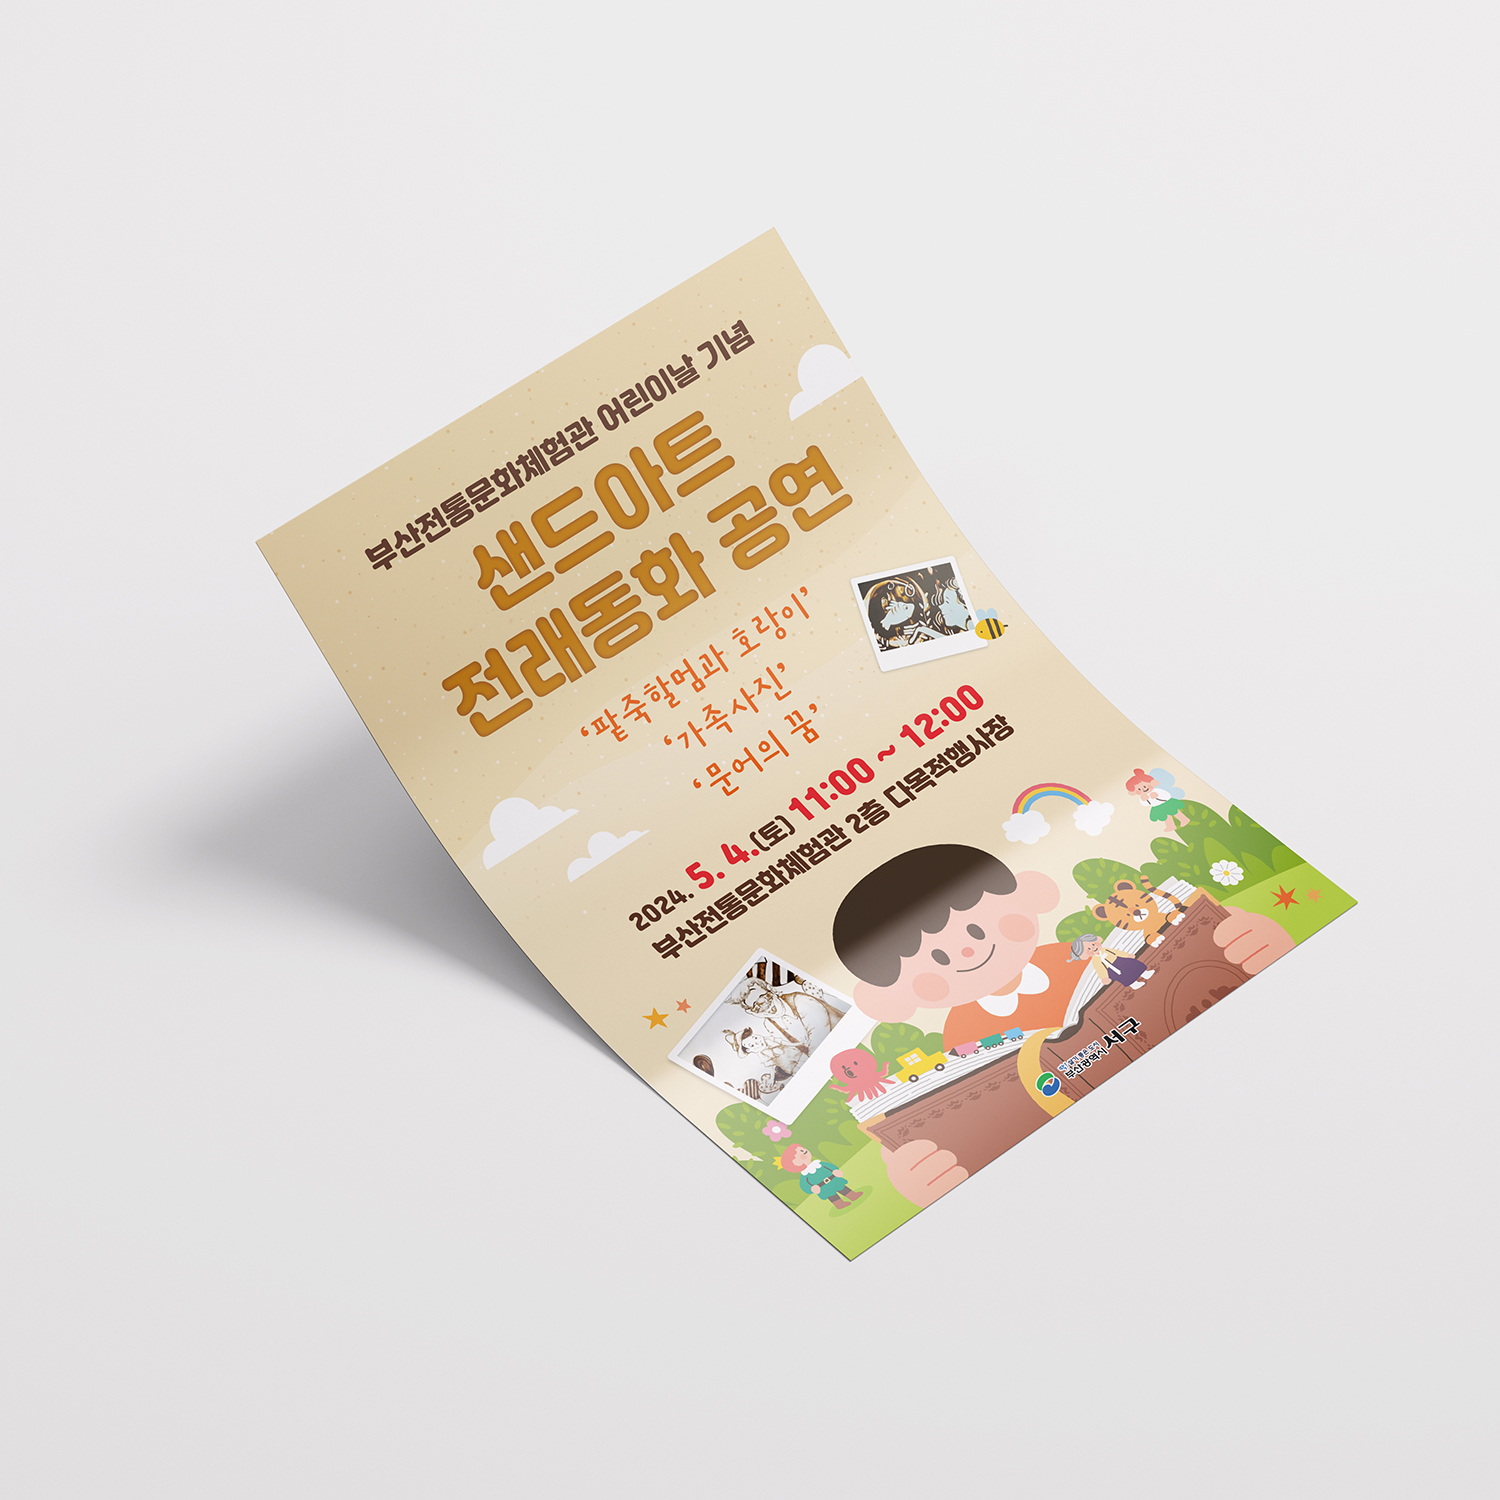 부산전통문화체험관 어린이날 기념
샌드아트
전래동화 공연
‘팥죽할멈과 호랑이’
‘가족사진’
‘문어의 꿈’
2024. 5. 4.(토) 11:00 ~ 12:00
부산전통문화체험관 2층 다목적행사장
부산광역시 서구